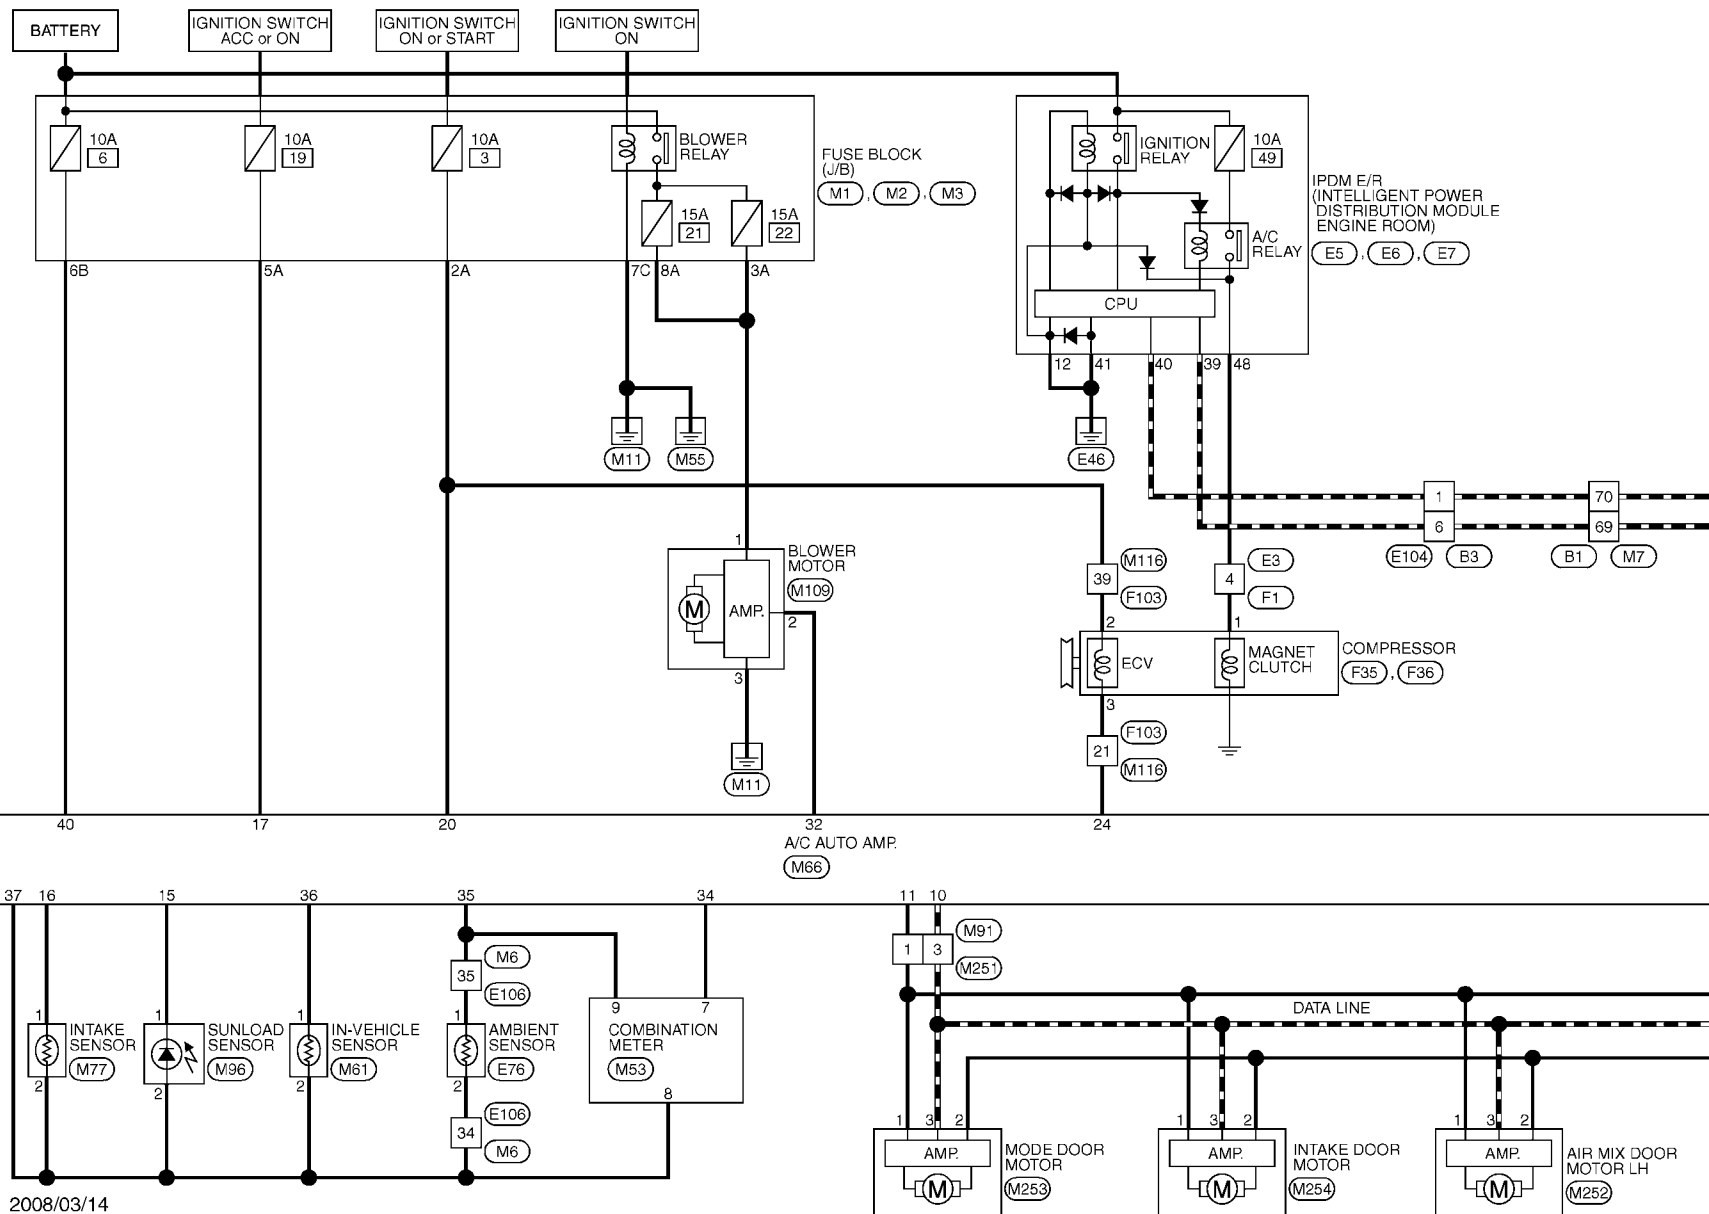 BATTERY
IGNITION SWITCH
ACC or ON
IGNITION SWITCH
ON or START
IGNITION SWITCH
ON
10A
6
10A
19
10A
3
BLOWER
RELAY
15A
21
15A
22
FUSE BLOCK
(J/B)
M1 , M2 , M3
IGNITION
RELAY
10A
49
A/C
RELAY
CPU
IPDM E/R
(INTELLIGENT POWER
DISTRIBUTION MODULE
ENGINE ROOM)
E5 , E6 , E7
6B
5A
2A
7C
8A
3A
12
41
40
39
48
M11
M55
E46
1
70
6
69
E104
B3
B1
M7
1
BLOWER
MOTOR
M109
M
AMP.
2
3
M11
M116
39
F103
E3
4
F1
2
1
ECV
MAGNET
CLUTCH
COMPRESSOR
F35 , F36
3
F103
21
M116
40
17
20
32
24
A/C AUTO AMP.
M66
37
16
15
36
35
34
11
10
M6
35
E106
M91
1
3
M251
DATA LINE
1
INTAKE
SENSOR
M77
2
1
SUNLOAD
SENSOR
M96
2
1
IN-VEHICLE
SENSOR
M61
2
1
AMBIENT
SENSOR
E76
2
9
7
COMBINATION
METER
M53
8
E106
34
M6
1
3
2
AMP.
M
MODE DOOR
MOTOR
M253
1
3
2
AMP.
M
INTAKE DOOR
MOTOR
M254
1
3
2
AMP.
M
AIR MIX DOOR
MOTOR LH
M252
2008/03/14